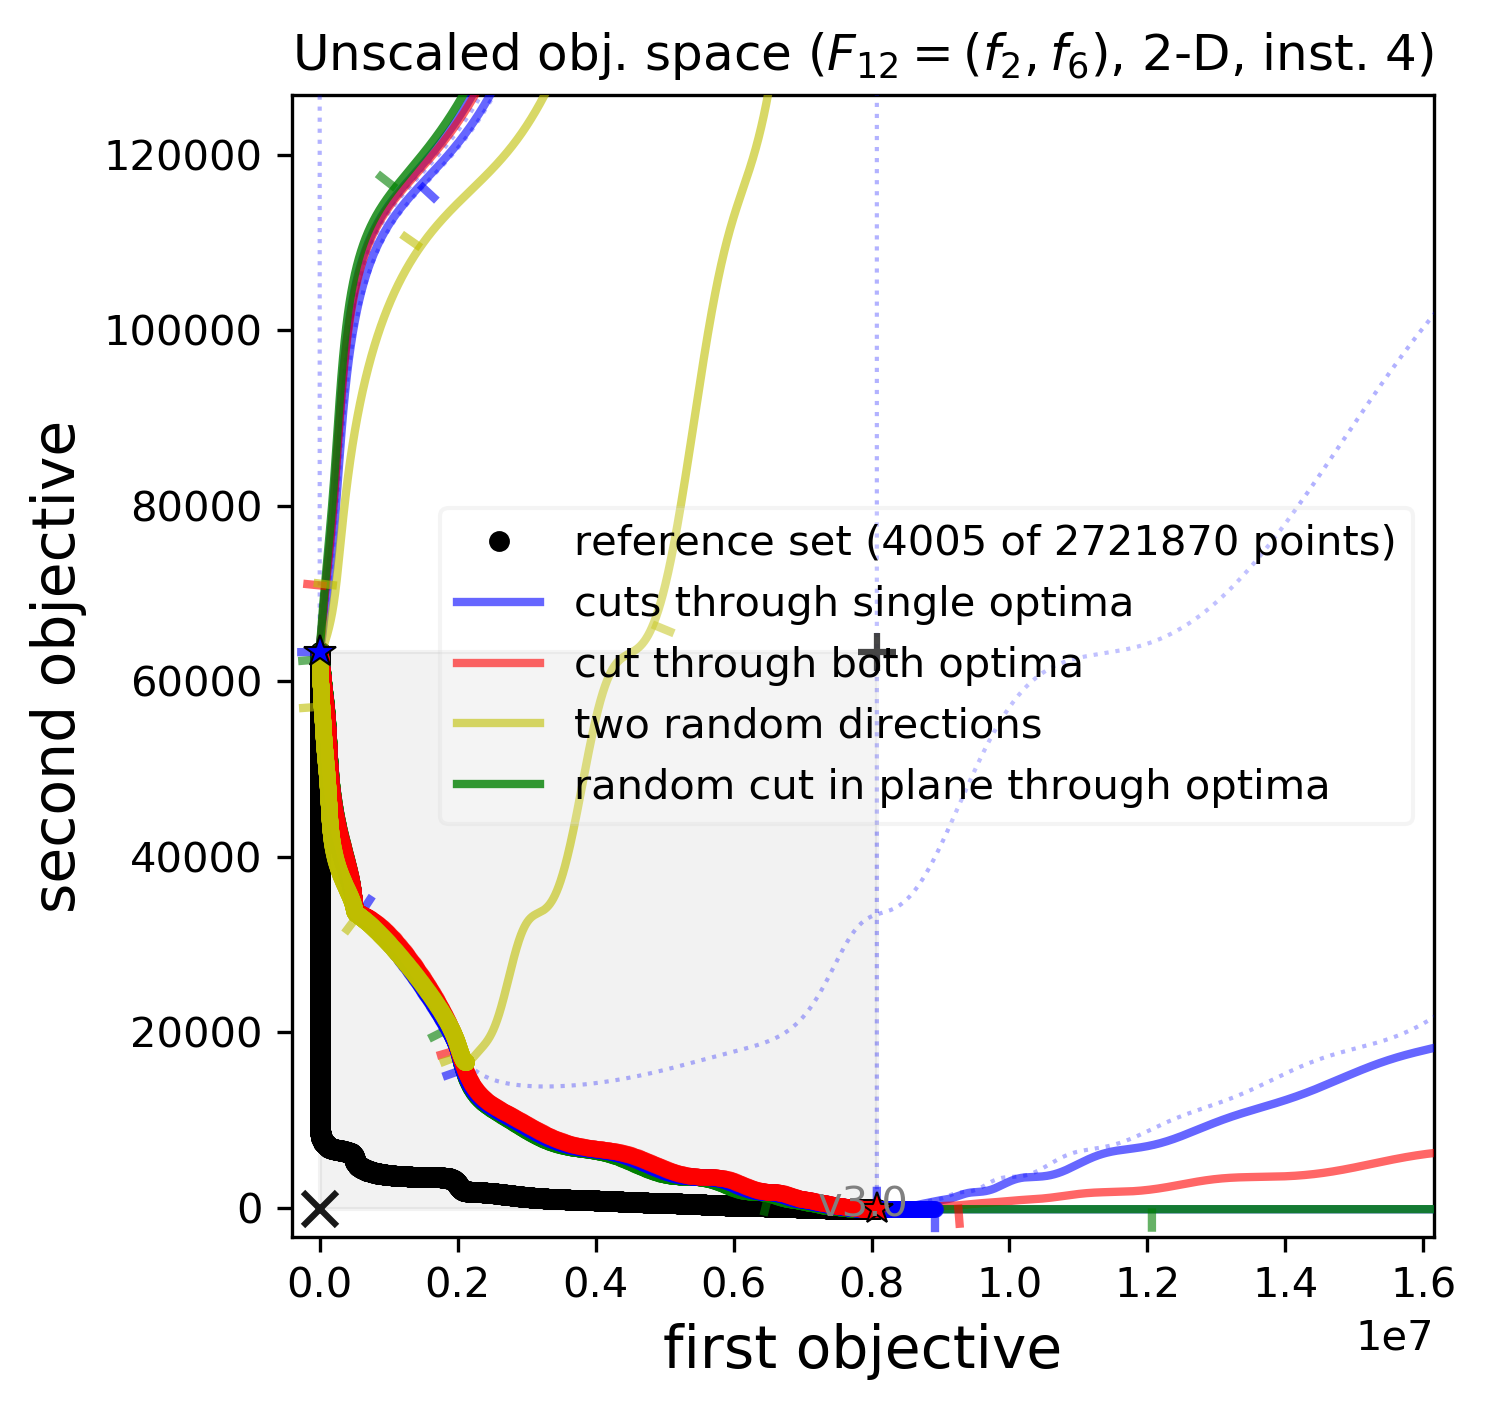 Unscaled obj. space (F₁₂ = (f₂, f₆), 2-D, inst. 4)
120000
100000
80000
60000
40000
20000
0
second objective
reference set (4005 of 2721870 points)
cuts through single optima
cut through both optima
two random directions
random cut in plane through optima
v3.0
0.0 0.2 0.4 0.6 0.8 1.0 1.2 1.4 1.6
1e7
first objective